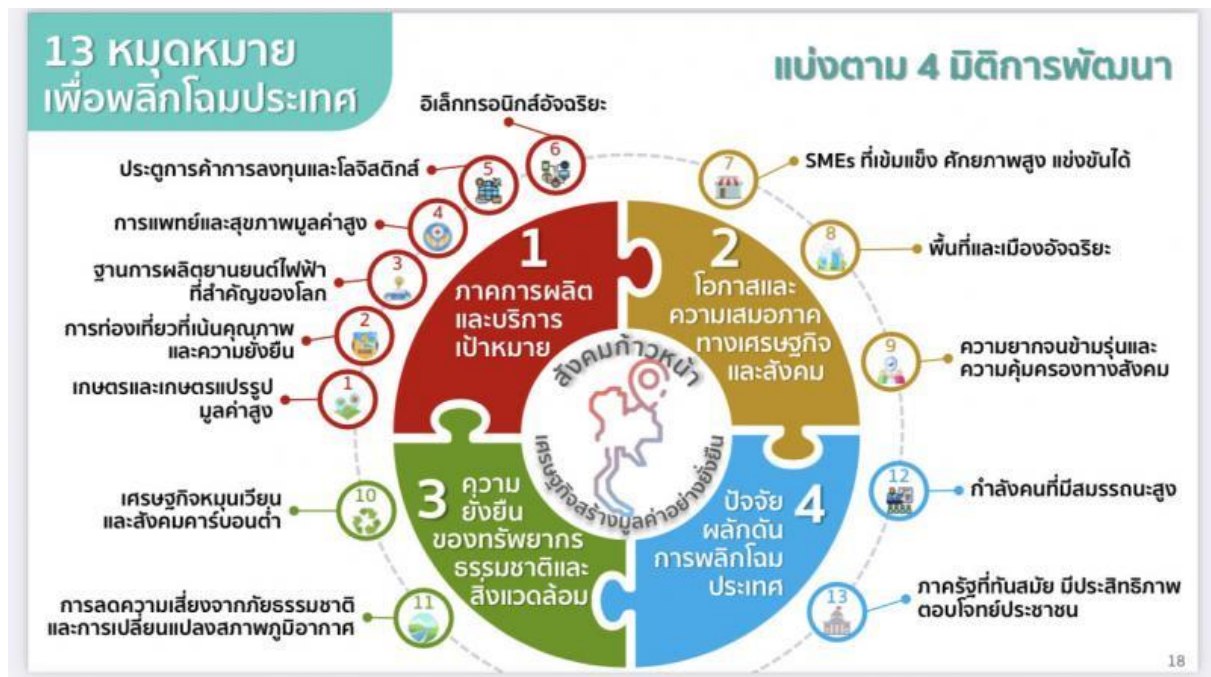 13 หมุดหมาย
เพื่อพลิกโฉมประเทศ
แบ่งตาม 4 มิติการพัฒนา
อิเล็กทรอนิกส์อัจฉริยะ
6
ประตูการค้าการลงทุนและโลจิสติกส์
5
การแพทย์และสุขภาพมูลค่าสูง
4
ฐานการผลิตยานยนต์ไฟฟ้า
ที่สำคัญของโลก
3
การท่องเที่ยวที่เน้นคุณภาพ
และความยั่งยืน
2
เกษตรและเกษตรแปรรูป
มูลค่าสูง
1
1
ภาคการผลิต
และบริการ
เป้าหมาย
2
โอกาสและ
ความเสมอภาค
ทางเศรษฐกิจ
และสังคม
7
SMEs ที่เข้มแข็ง ศักยภาพสูง แข่งขันได้
8
พื้นที่และเมืองอัจฉริยะ
9
ความยากจนข้ามรุ่นและ
ความคุ้มครองทางสังคม
สังคมก้าวหน้า
เศรษฐกิจสร้างมูลค่าอย่างยั่งยืน
3
ความ
ยั่งยืน
ของทรัพยากร
ธรรมชาติและ
สิ่งแวดล้อม
10
เศรษฐกิจหมุนเวียน
และสังคมคาร์บอนต่ำ
11
การลดความเสี่ยงจากภัยธรรมชาติ
และการเปลี่ยนแปลงสภาพภูมิอากาศ
4
ปัจจัย
ผลักดัน
การพลิกโฉม
ประเทศ
12
กำลังคนที่มีสมรรถนะสูง
13
ภาครัฐที่ทันสมัย มีประสิทธิภาพ
ตอบโจทย์ประชาชน
18